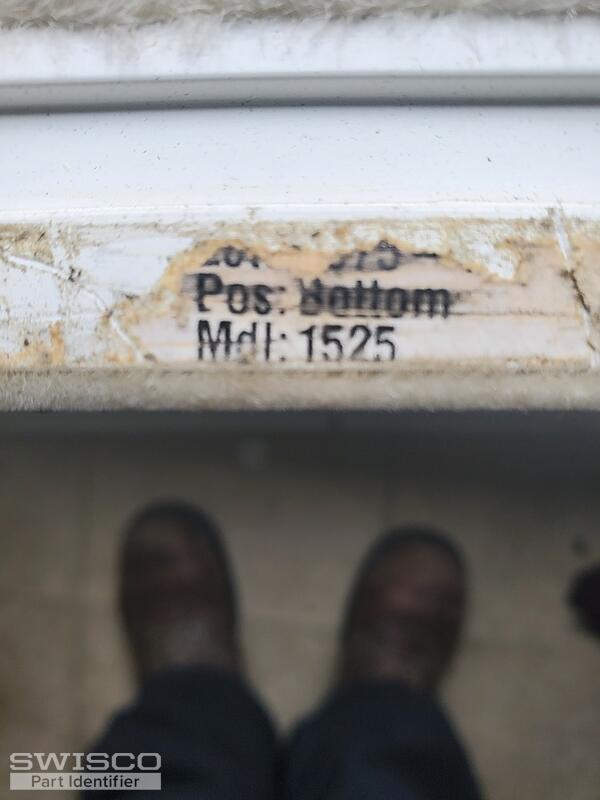 Pos: Bottom
Mdl: 1525
SWISCO
Part Identifier